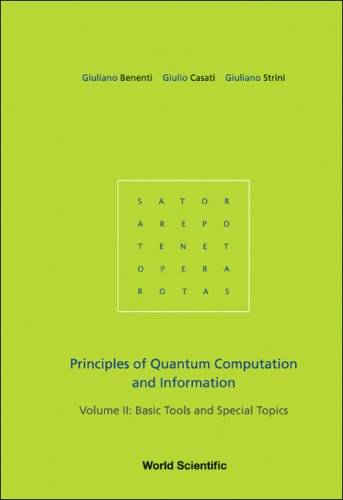 Giuliano Benenti Giulio Casati Giuliano Strini
S A T O R
A R E P O
T E N E T
O P E R A
R O T A S
Principles of Quantum Computation
and Information
Volume II: Basic Tools and Special Topics
World Scientific